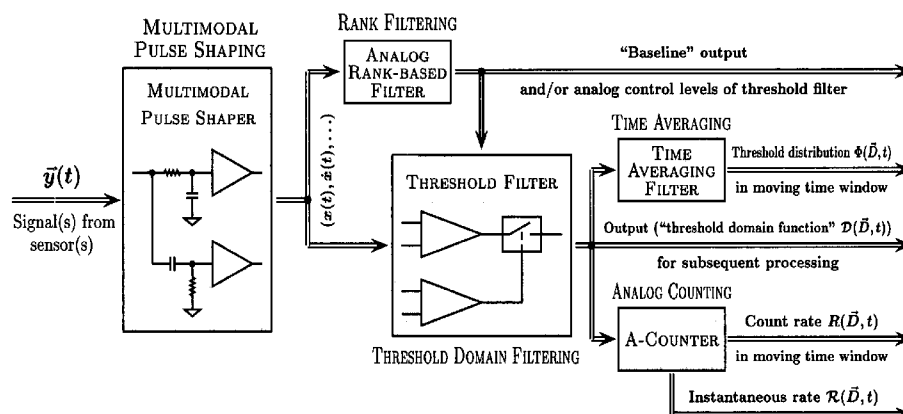 MULTIMODAL
PULSE SHAPING
MULTIMODAL
PULSE SHAPER
y⃗(t)
Signal(s) from
sensor(s)
(x(t), ẋ(t), ...)
RANK FILTERING
ANALOG
RANK-BASED
FILTER
"Baseline" output
and/or analog control levels of threshold filter
THRESHOLD FILTER
THRESHOLD DOMAIN FILTERING
TIME AVERAGING
TIME
AVERAGING
FILTER
Threshold distribution Φ(D⃗,t)
in moving time window
Output ("threshold domain function" 𝒟(D⃗,t))
for subsequent processing
ANALOG COUNTING
A-COUNTER
Count rate R(D⃗,t)
in moving time window
Instantaneous rate ℛ(D⃗,t)